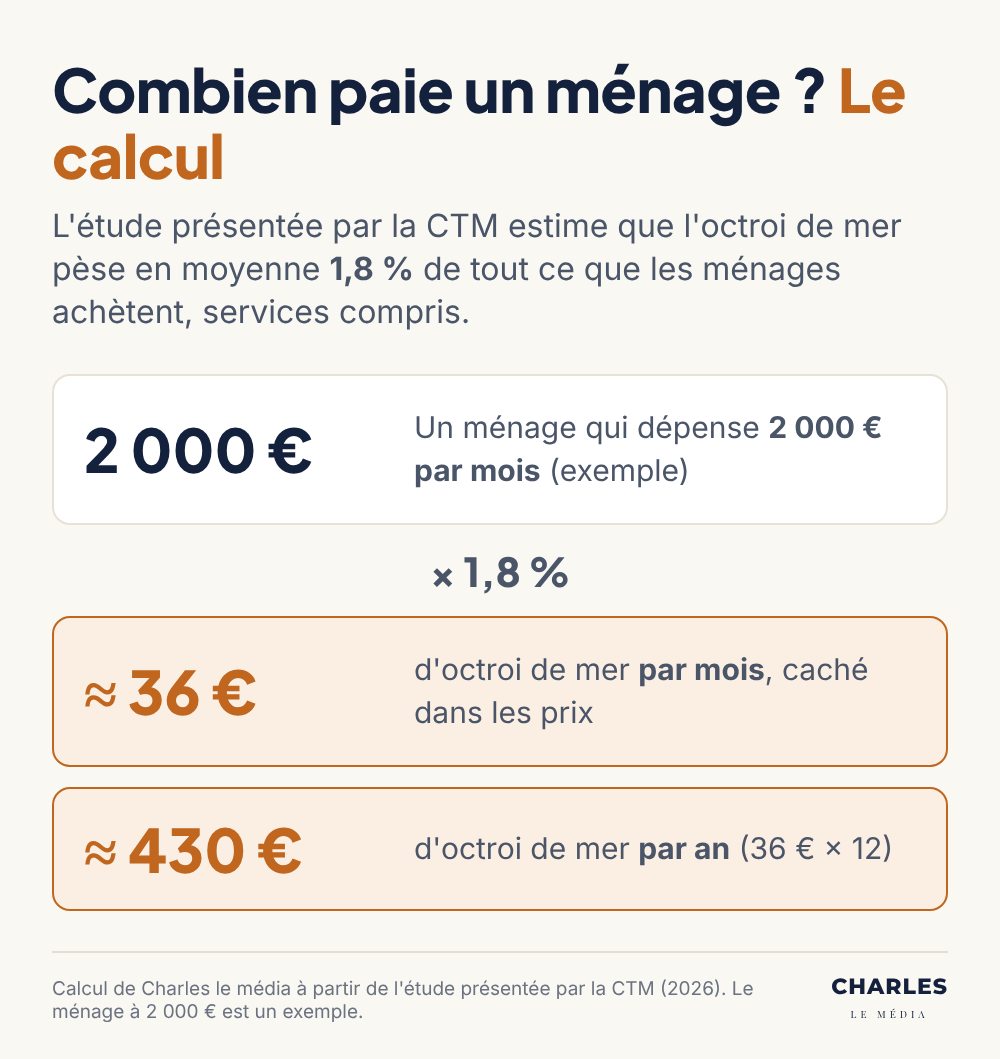 Combien paie un ménage ? Le
calcul
L'étude présentée par la CTM estime que l'octroi de mer
pèse en moyenne 1,8 % de tout ce que les ménages
achètent, services compris.
2 000 €
Un ménage qui dépense 2 000 €
par mois (exemple)
× 1,8 %
≈ 36 €
d'octroi de mer par mois, caché
dans les prix
≈ 430 €
d'octroi de mer par an (36 € × 12)
Calcul de Charles le média à partir de l'étude présentée par la CTM (2026). Le
ménage à 2 000 € est un exemple.
CHARLES
LE MÉDIA